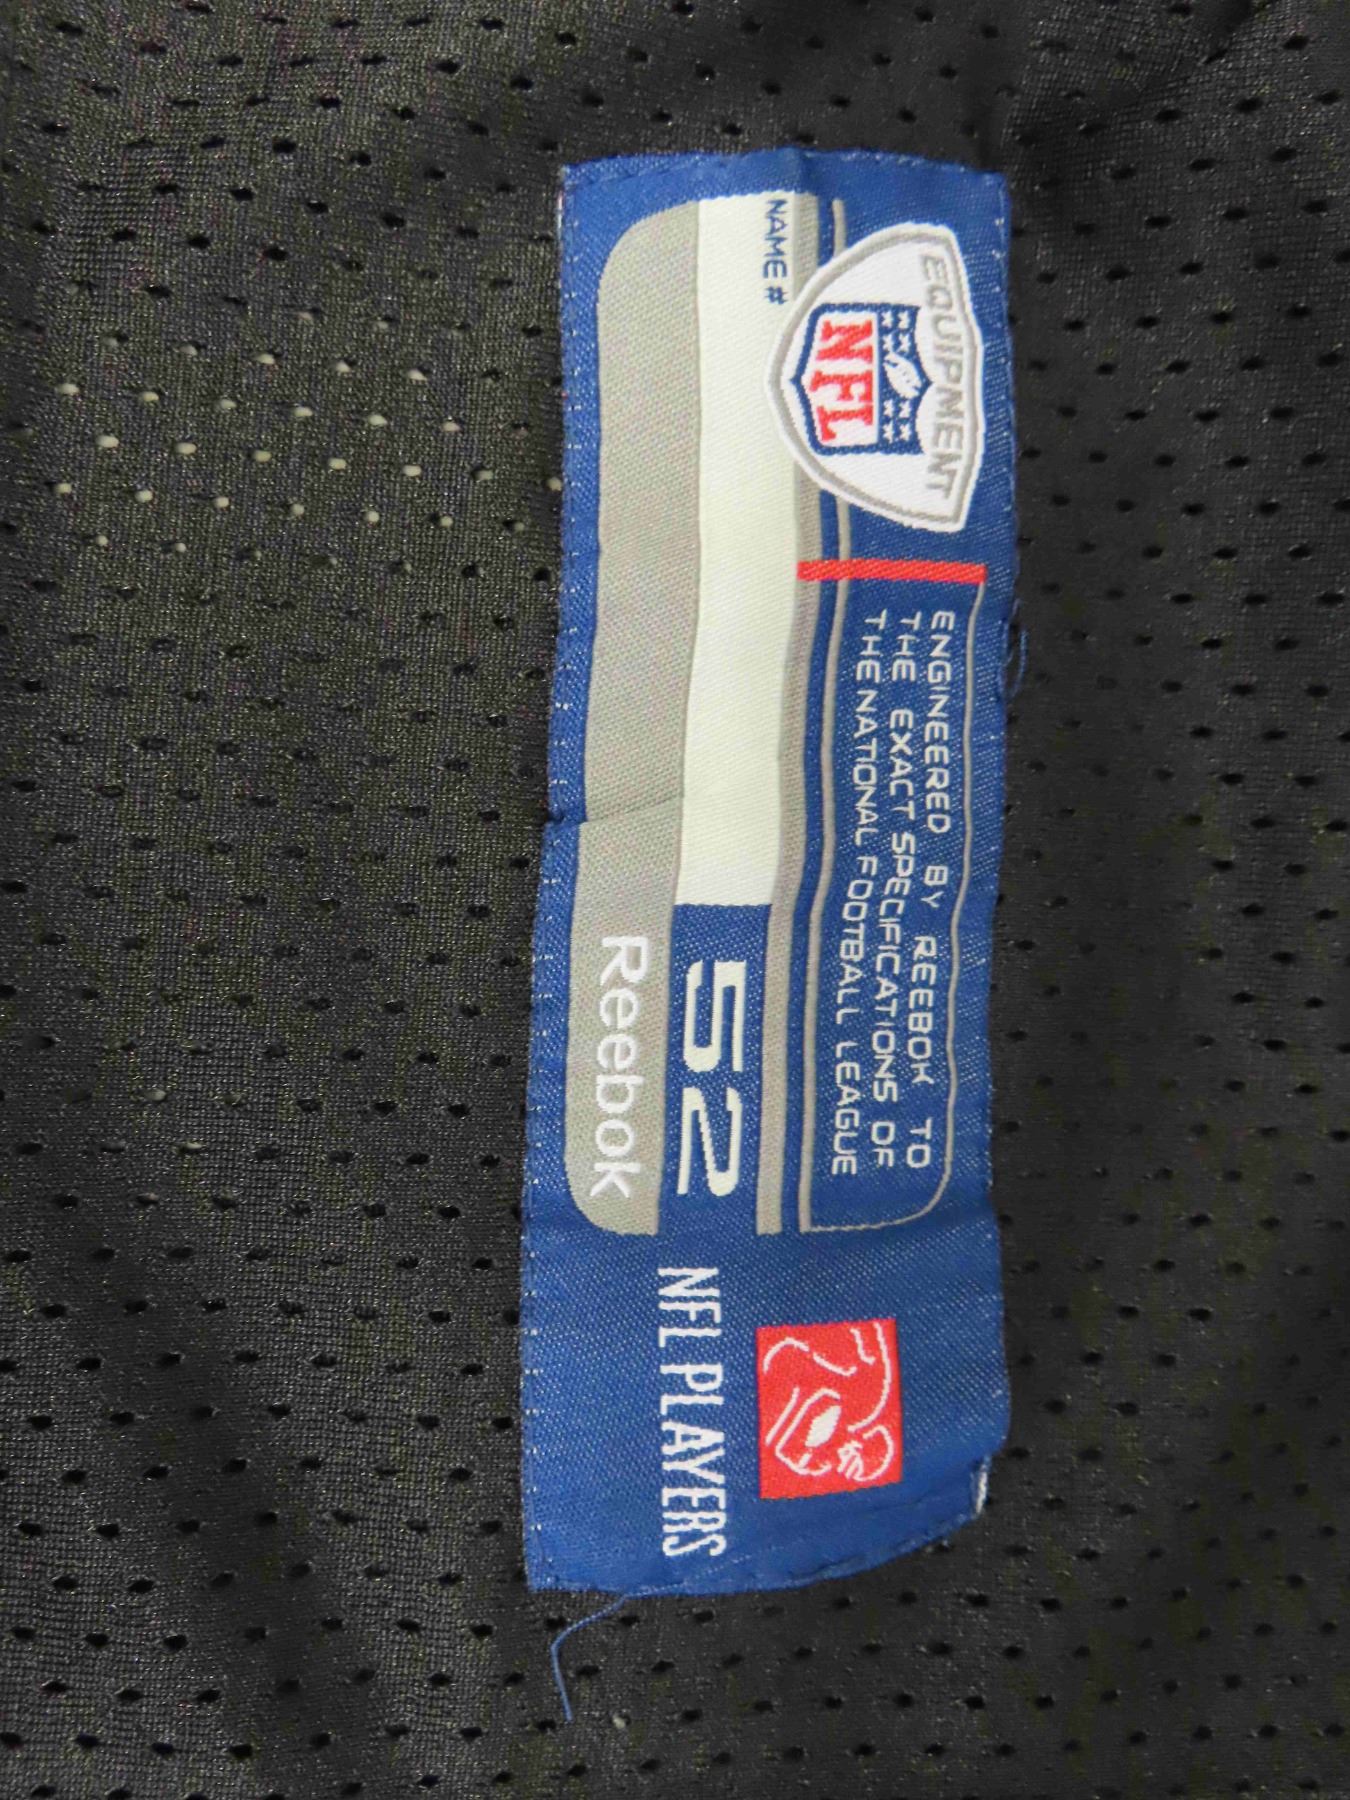 EQUIPMENT
NFL
ENGINEERED BY REEBOK TO
THE EXACT SPECIFICATIONS OF
THE NATIONAL FOOTBALL LEAGUE
NAME #
52
Reebok
NFL PLAYERS